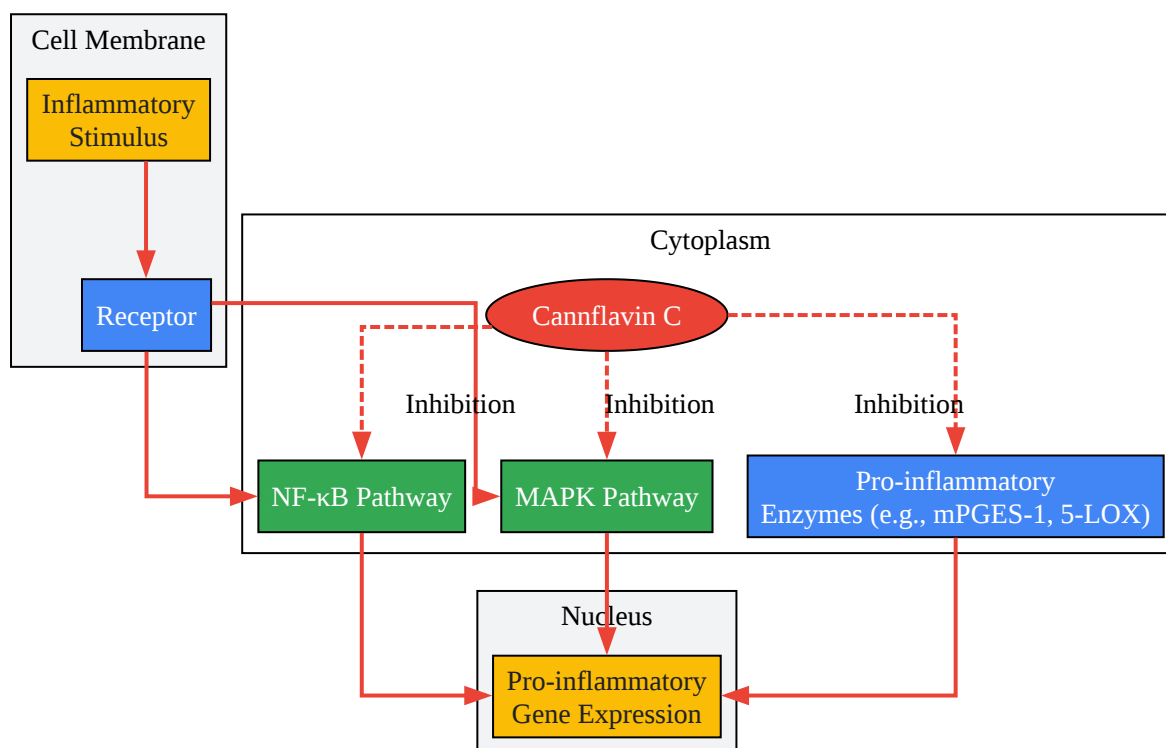 Cell Membrane
Inflammatory
Stimulus
Receptor
Cytoplasm
Cannflavin C
Inhibition
Inhibition
Inhibition
NF-κB Pathway
MAPK Pathway
Pro-inflammatory
Enzymes (e.g., mPGES-1, 5-LOX)
Nucleus
Pro-inflammatory
Gene Expression